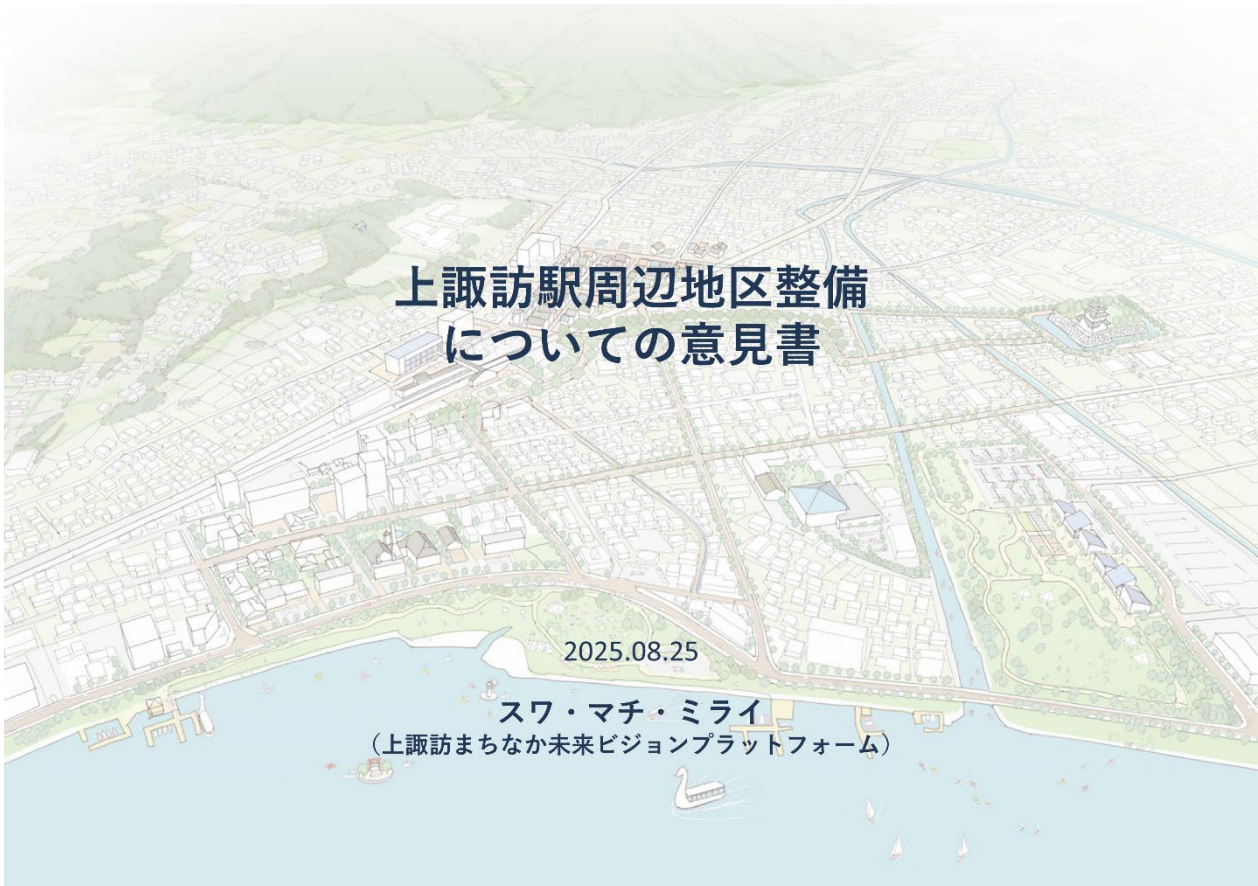 上諏訪駅周辺地区整備
についての意見書
2025.08.25
スワ・マチ・ミライ
（上諏訪まちなか未来ビジョンプラットフォーム）